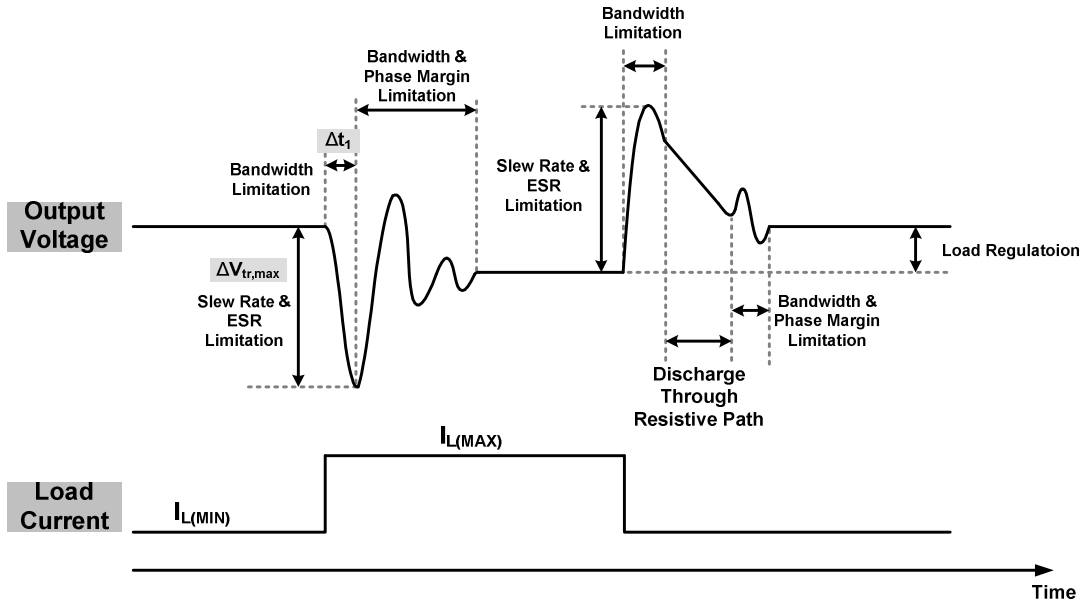 Bandwidth
Limitation
Bandwidth &
Phase Margin
Limitation
Δt1
Bandwidth
Limitation
Slew Rate &
ESR
Limitation
Output
Voltage
Load Regulatoion
ΔVtr,max
Slew Rate &
ESR
Limitation
Bandwidth &
Phase Margin
Limitation
Discharge
Through
Resistive Path
IL(MAX)
Load
Current
IL(MIN)
Time